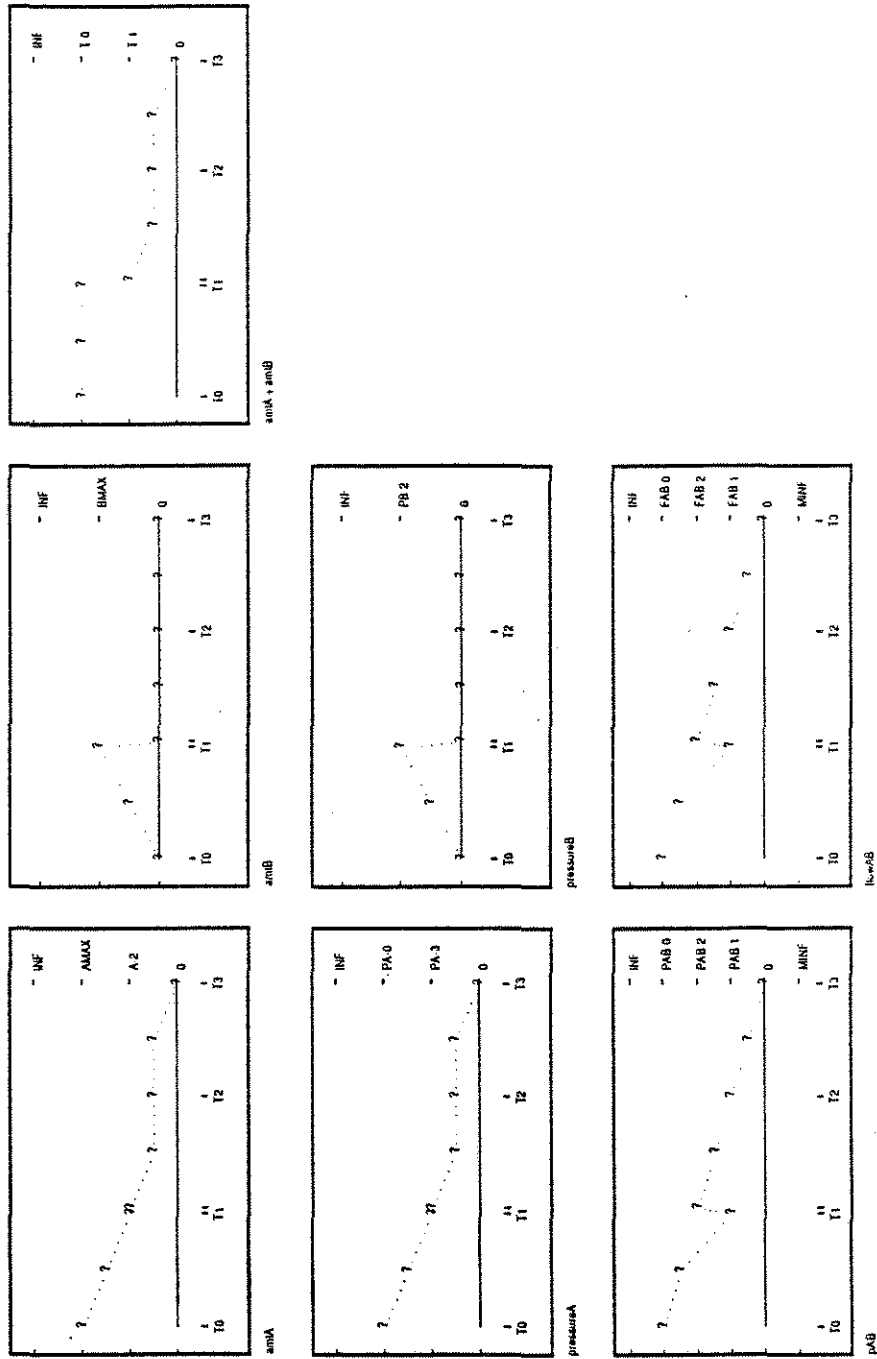 INF
AMAX
A-2
0
T0 T1 T2 T3
amtA
INF
BMAX
0
T0 T1 T2 T3
amtB
INF
T0
T1
0
T0 T1 T2 T3
amtA + amtB
INF
PA-0
PA-3
0
T0 T1 T2 T3
pressureA
INF
PB 2
0
T0 T1 T2 T3
pressureB
INF
PAB 0
PAB 2
PAB 1
0
MINF
T0 T1 T2 T3
pAB
INF
FAB 0
FAB 2
FAB 1
0
MINF
T0 T1 T2 T3
flowAB